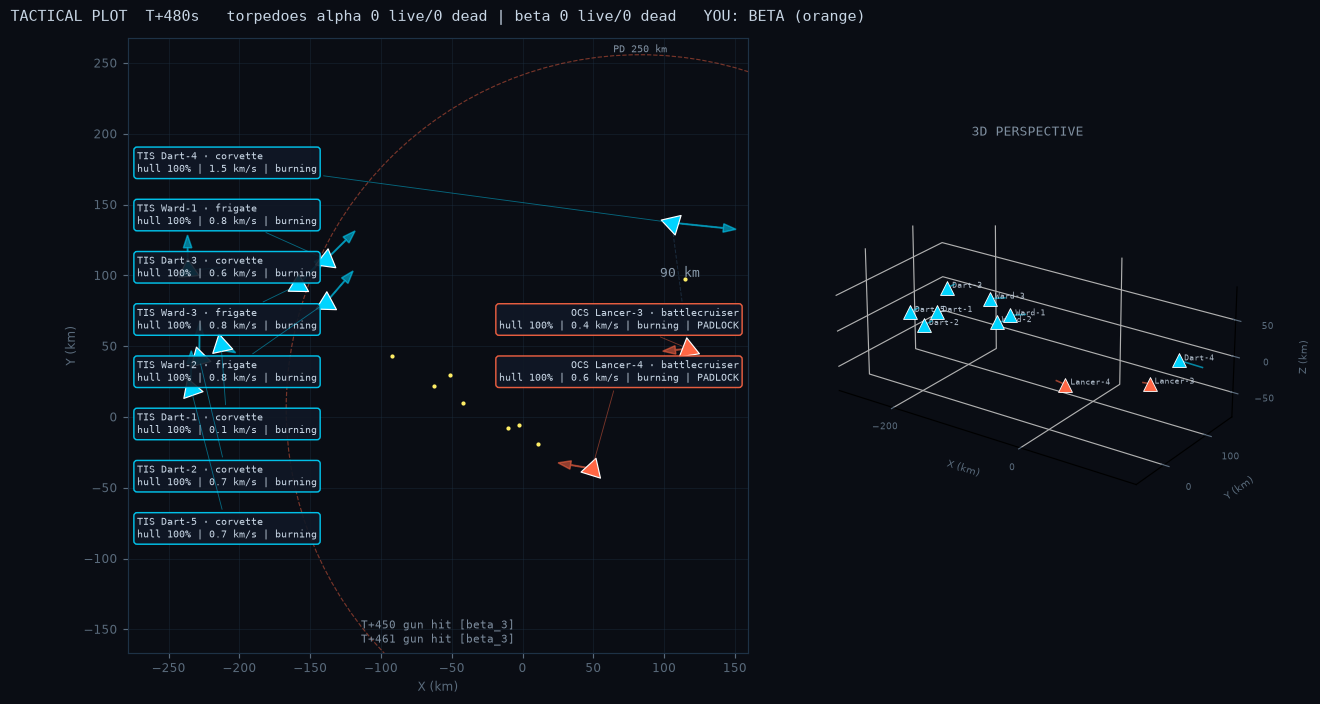 TACTICAL PLOT  T+480s   torpedoes alpha 0 live/0 dead | beta 0 live/0 dead   YOU: BETA (orange)
PD 250 km
3D PERSPECTIVE
TIS Dart-4 · corvette
hull 100% | 1.5 km/s | burning
TIS Ward-1 · frigate
hull 100% | 0.8 km/s | burning
TIS Dart-3 · corvette
hull 100% | 0.6 km/s | burning
TIS Ward-3 · frigate
hull 100% | 0.8 km/s | burning
TIS Ward-2 · frigate
hull 100% | 0.8 km/s | burning
TIS Dart-1 · corvette
hull 100% | 0.1 km/s | burning
TIS Dart-2 · corvette
hull 100% | 0.7 km/s | burning
TIS Dart-5 · corvette
hull 100% | 0.7 km/s | burning
90 km
OCS Lancer-3 · battlecruiser
hull 100% | 0.4 km/s | burning | PADLOCK
OCS Lancer-4 · battlecruiser
hull 100% | 0.6 km/s | burning | PADLOCK
T+450 gun hit [beta_3]
T+461 gun hit [beta_3]
250
200
150
100
50
0
−50
−100
−150
Y (km)
−250
−200
−150
−100
−50
0
50
100
150
X (km)
Ward-3
Dart-1
Ward-1
Dart-2
Dart-4
Lancer-4
Lancer-3
−200
0
X (km)
0
100
Y (km)
50
0
−50
Z (km)